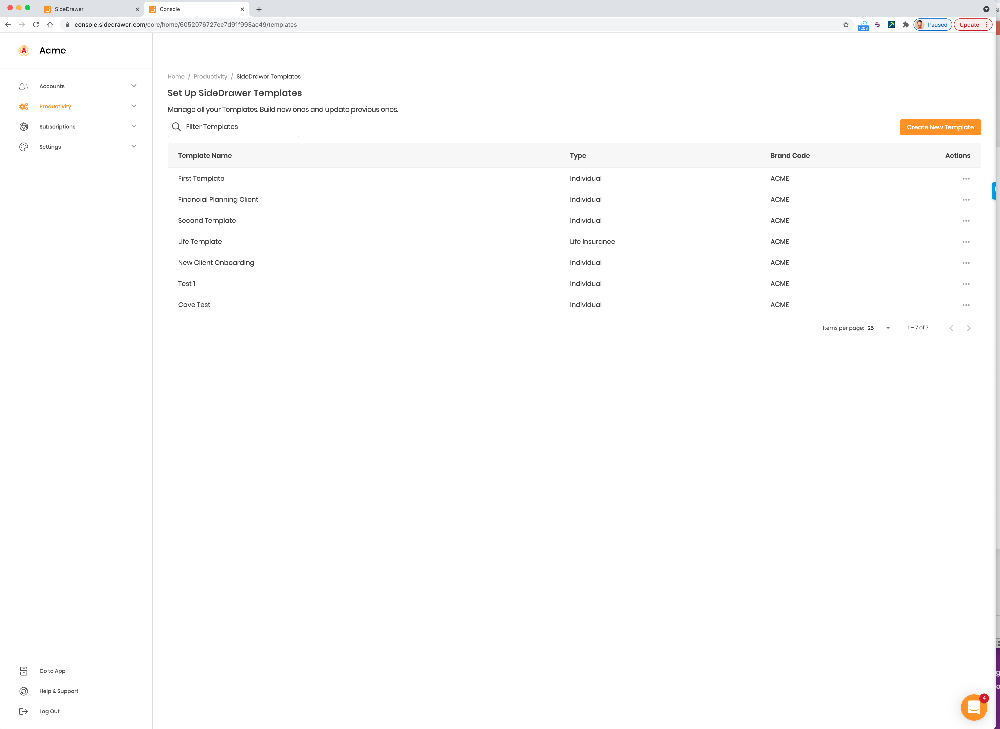 SideDrawer
Console
console.sidedrawer.com/core/home/6052076727ee7d91f993ac49/templates
1203
Paused
Update
A
Acme
Accounts
Productivity
Subscriptions
Settings
Home / Productivity / SideDrawer Templates
Set Up SideDrawer Templates
Manage all your Templates. Build new ones and update previous ones.
Filter Templates
Create New Template
Template Name Type Brand Code Actions
First Template Individual ACME
Financial Planning Client Individual ACME
Second Template Individual ACME
Life Template Life Insurance ACME
New Client Onboarding Individual ACME
Test 1 Individual ACME
Cove Test Individual ACME
Items per page: 25 1 – 7 of 7
Go to App
Help & Support
Log Out
4